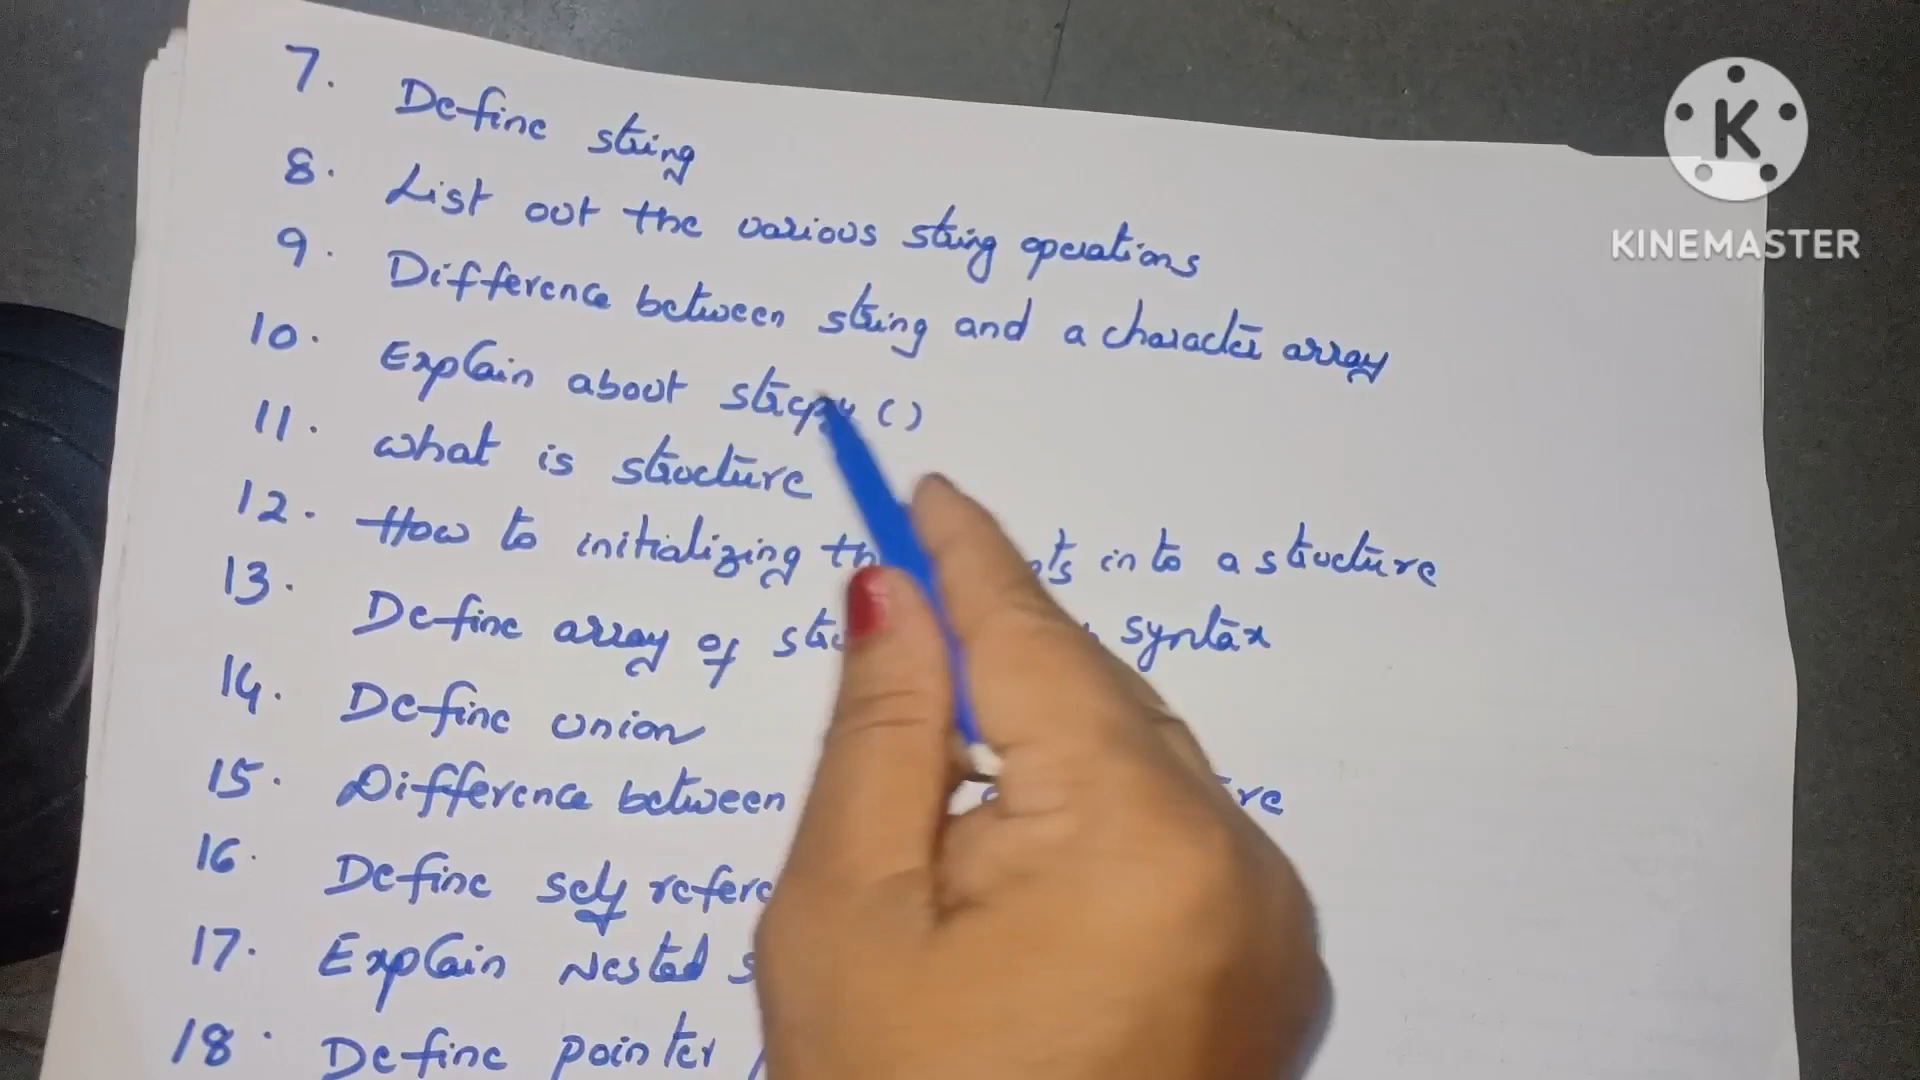 7. Define string
8. List out the various string operations
9. Difference between string and a character array
10. Explain about strcpy ()
11. what is structure
12. How to initializing into a structure
13. Define array of syntax
14. Define union
15. Difference between
16. Define self
17. Explain Nested
18. Define pointer
K
KINEMASTER